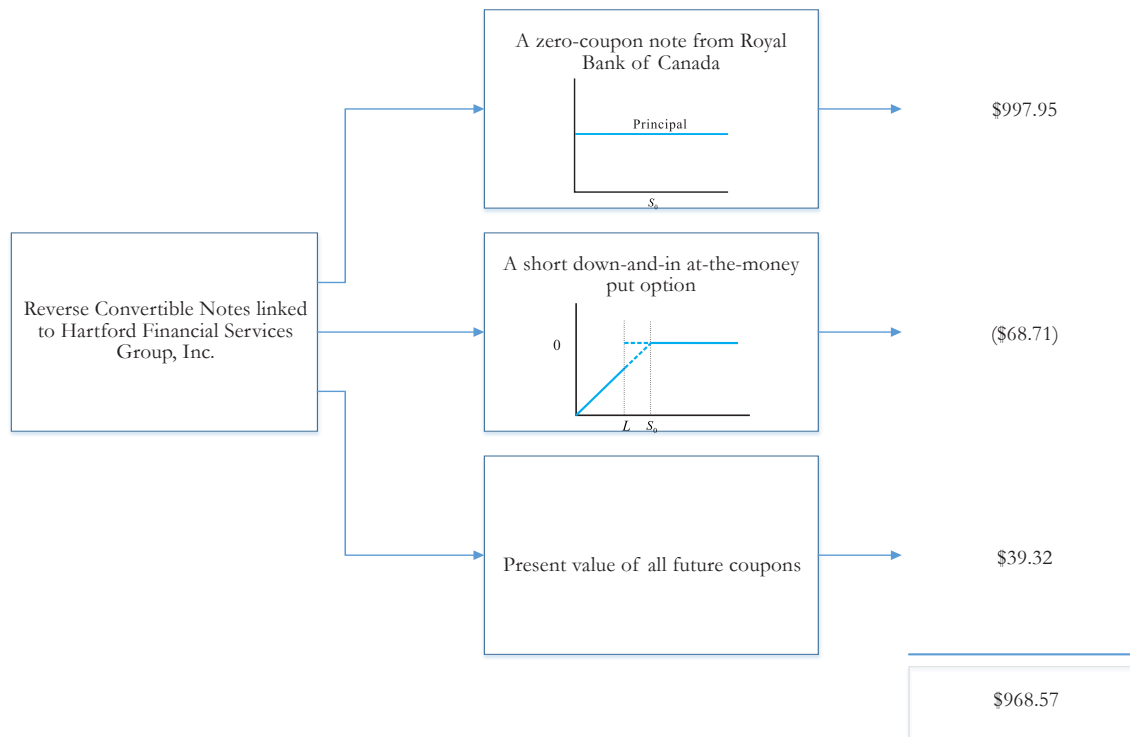 A zero-coupon note from Royal
Bank of Canada
Principal
S₀
$997.95
Reverse Convertible Notes linked
to Hartford Financial Services
Group, Inc.
A short down-and-in at-the-money
put option
0
L S₀
($68.71)
Present value of all future coupons
$39.32
$968.57